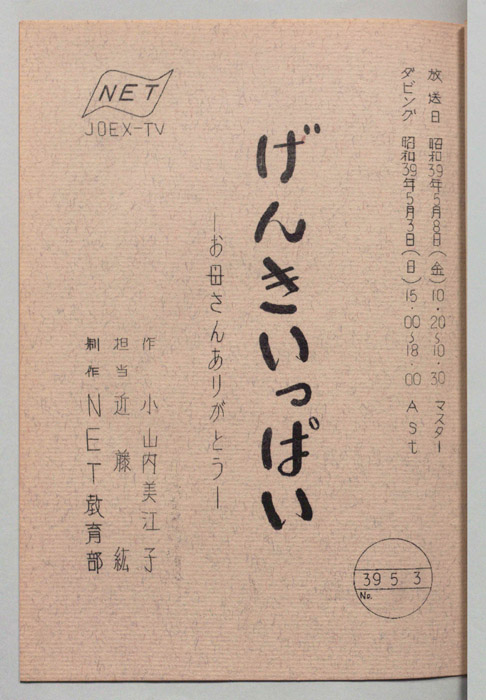 放送日 昭和39年5月8日(金)10.20~10.30 マスター
ダビング 昭和39年5月3日(日)15.00~18.00 ASt
げんきいっぱい
―お母さんありがとう―
作 小山内美江子
担当 近藤紘
制作 NET教育部
NET
JOEX-TV
39 5.3
No.